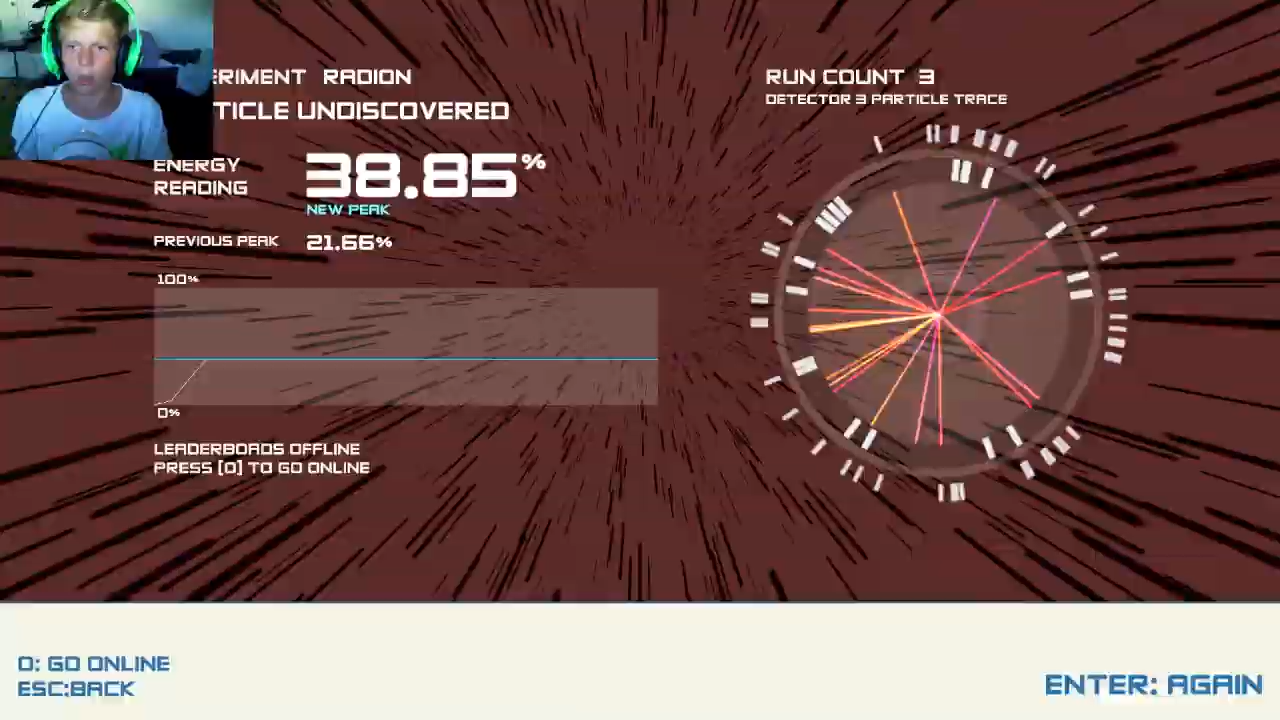 ERIMENT RADION
TICLE UNDISCOVERED
ENERGY
READING
38.85%
NEW PEAK
PREVIOUS PEAK 21.66%
100%
0%
LEADERBOARDS OFFLINE
PRESS [O] TO GO ONLINE
RUN COUNT 3
DETECTOR 3 PARTICLE TRACE
O: GO ONLINE
ESC:BACK
ENTER: AGAIN